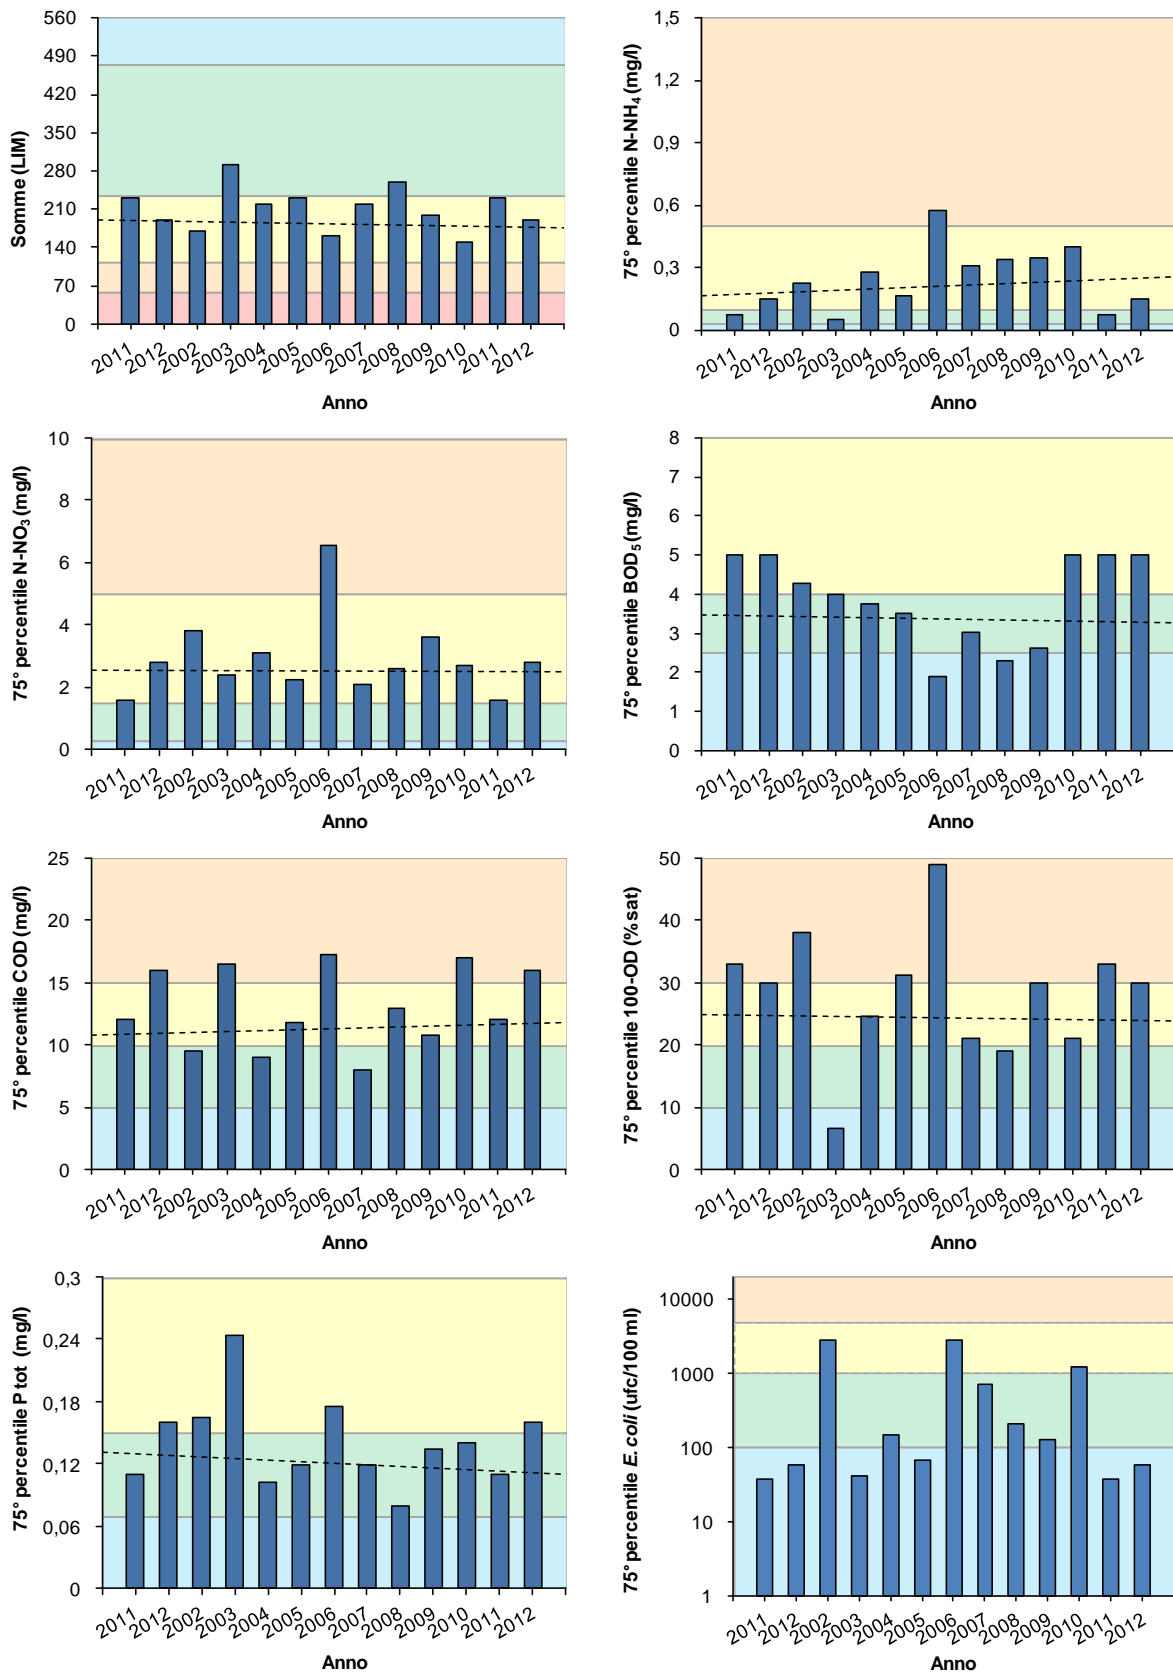 Somme (LIM)
560
490
420
350
280
210
140
70
0
2011 2012 2002 2003 2004 2005 2006 2007 2008 2009 2010 2011 2012
Anno
75° percentile N-NH₄ (mg/l)
1,5
1,2
0,9
0,6
0,3
0
2011 2012 2002 2003 2004 2005 2006 2007 2008 2009 2010 2011 2012
Anno
75° percentile N-NO₃ (mg/l)
10
8
6
4
2
0
2011 2012 2002 2003 2004 2005 2006 2007 2008 2009 2010 2011 2012
Anno
75° percentile BOD₅ (mg/l)
8
7
6
5
4
3
2
1
0
2011 2012 2002 2003 2004 2005 2006 2007 2008 2009 2010 2011 2012
Anno
75° percentile COD (mg/l)
25
20
15
10
5
0
2011 2012 2002 2003 2004 2005 2006 2007 2008 2009 2010 2011 2012
Anno
75° percentile 100-OD (%sat)
50
40
30
20
10
0
2011 2012 2002 2003 2004 2005 2006 2007 2008 2009 2010 2011 2012
Anno
75° percentile P tot (mg/l)
0,3
0,24
0,18
0,12
0,06
0
2011 2012 2002 2003 2004 2005 2006 2007 2008 2009 2010 2011 2012
Anno
75° percentile E.coli (ufc/100 ml)
10000
1000
100
10
1
2011 2012 2002 2003 2004 2005 2006 2007 2008 2009 2010 2011 2012
Anno